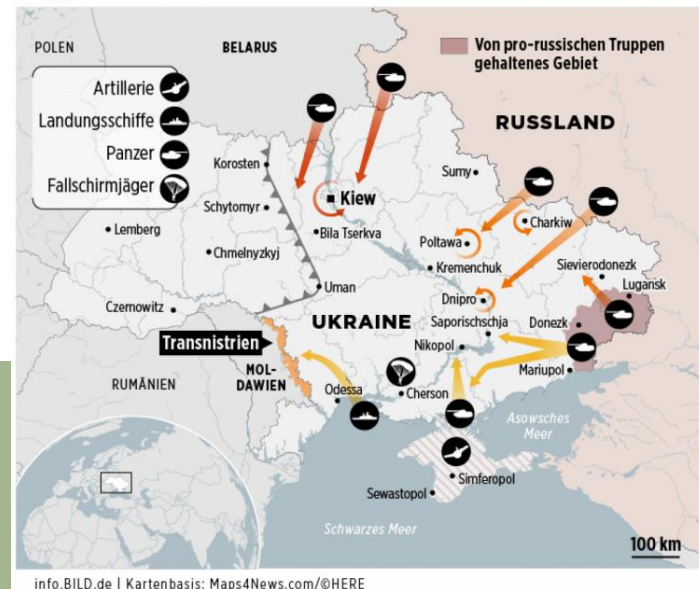 POLEN
BELARUS
Von pro-russischen Truppen
gehaltenes Gebiet
Artillerie
Landungsschiffe
Panzer
Fallschirmjäger
RUSSLAND
Korosten
Sumy
Kiew
Schytomyr
Charkiw
Lemberg
Bila Tserkva
Poltawa
Chmelnyzkyj
Kremenchuk
Sievierodonezk
Czernowitz
Uman
Dnipro
Lugansk
UKRAINE
Saporischschja
Donezk
Transnistrien
Nikopol
MOL-
DAWIEN
Mariupol
RUMÄNIEN
Odessa
Cherson
Asowsches
Meer
Simferopol
Sewastopol
Schwarzes Meer
100 km
info.BILD.de | Kartenbasis: Maps4News.com/©HERE